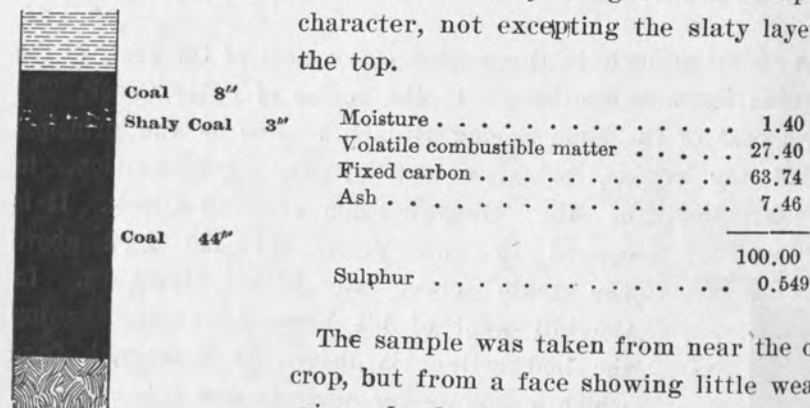 character, not excepting the slaty laye
the top.
Coal 8″
Shaly Coal 3″
Coal 44″
Moisture . . . . . . . . . . . . . . . 1.40
Volatile combustible matter . . . . . . 27.40
Fixed carbon . . . . . . . . . . . . . 63.74
Ash . . . . . . . . . . . . . . . . . . 7.46
100.00
Sulphur . . . . . . . . . . . . . . . 0.549
The sample was taken from near the o
crop, but from a face showing little wea